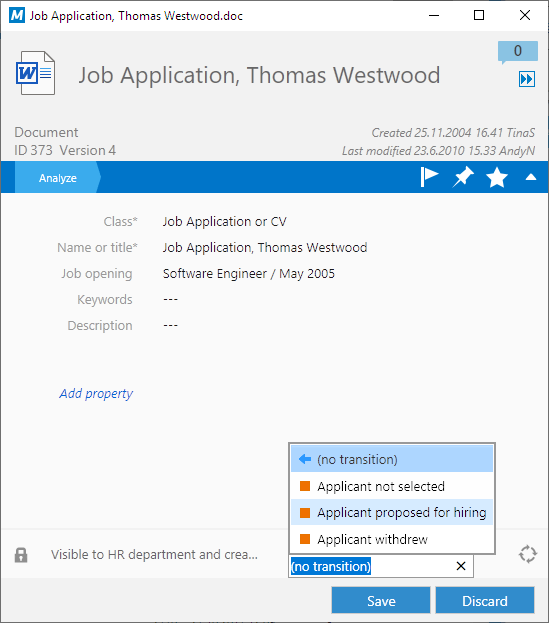 Job Application, Thomas Westwood.doc
0
W
Job Application, Thomas Westwood
Document
Created 25.11.2004 16.41 TinaS
ID 373 Version 4
Last modified 23.6.2010 15.33 AndyN
Analyze
Class* Job Application or CV
Name or title* Job Application, Thomas Westwood
Job opening Software Engineer / May 2005
Keywords ---
Description ---
Add property
(no transition)
Applicant not selected
Applicant proposed for hiring
Applicant withdrew
Visible to HR department and crea...
(no transition)
Save
Discard